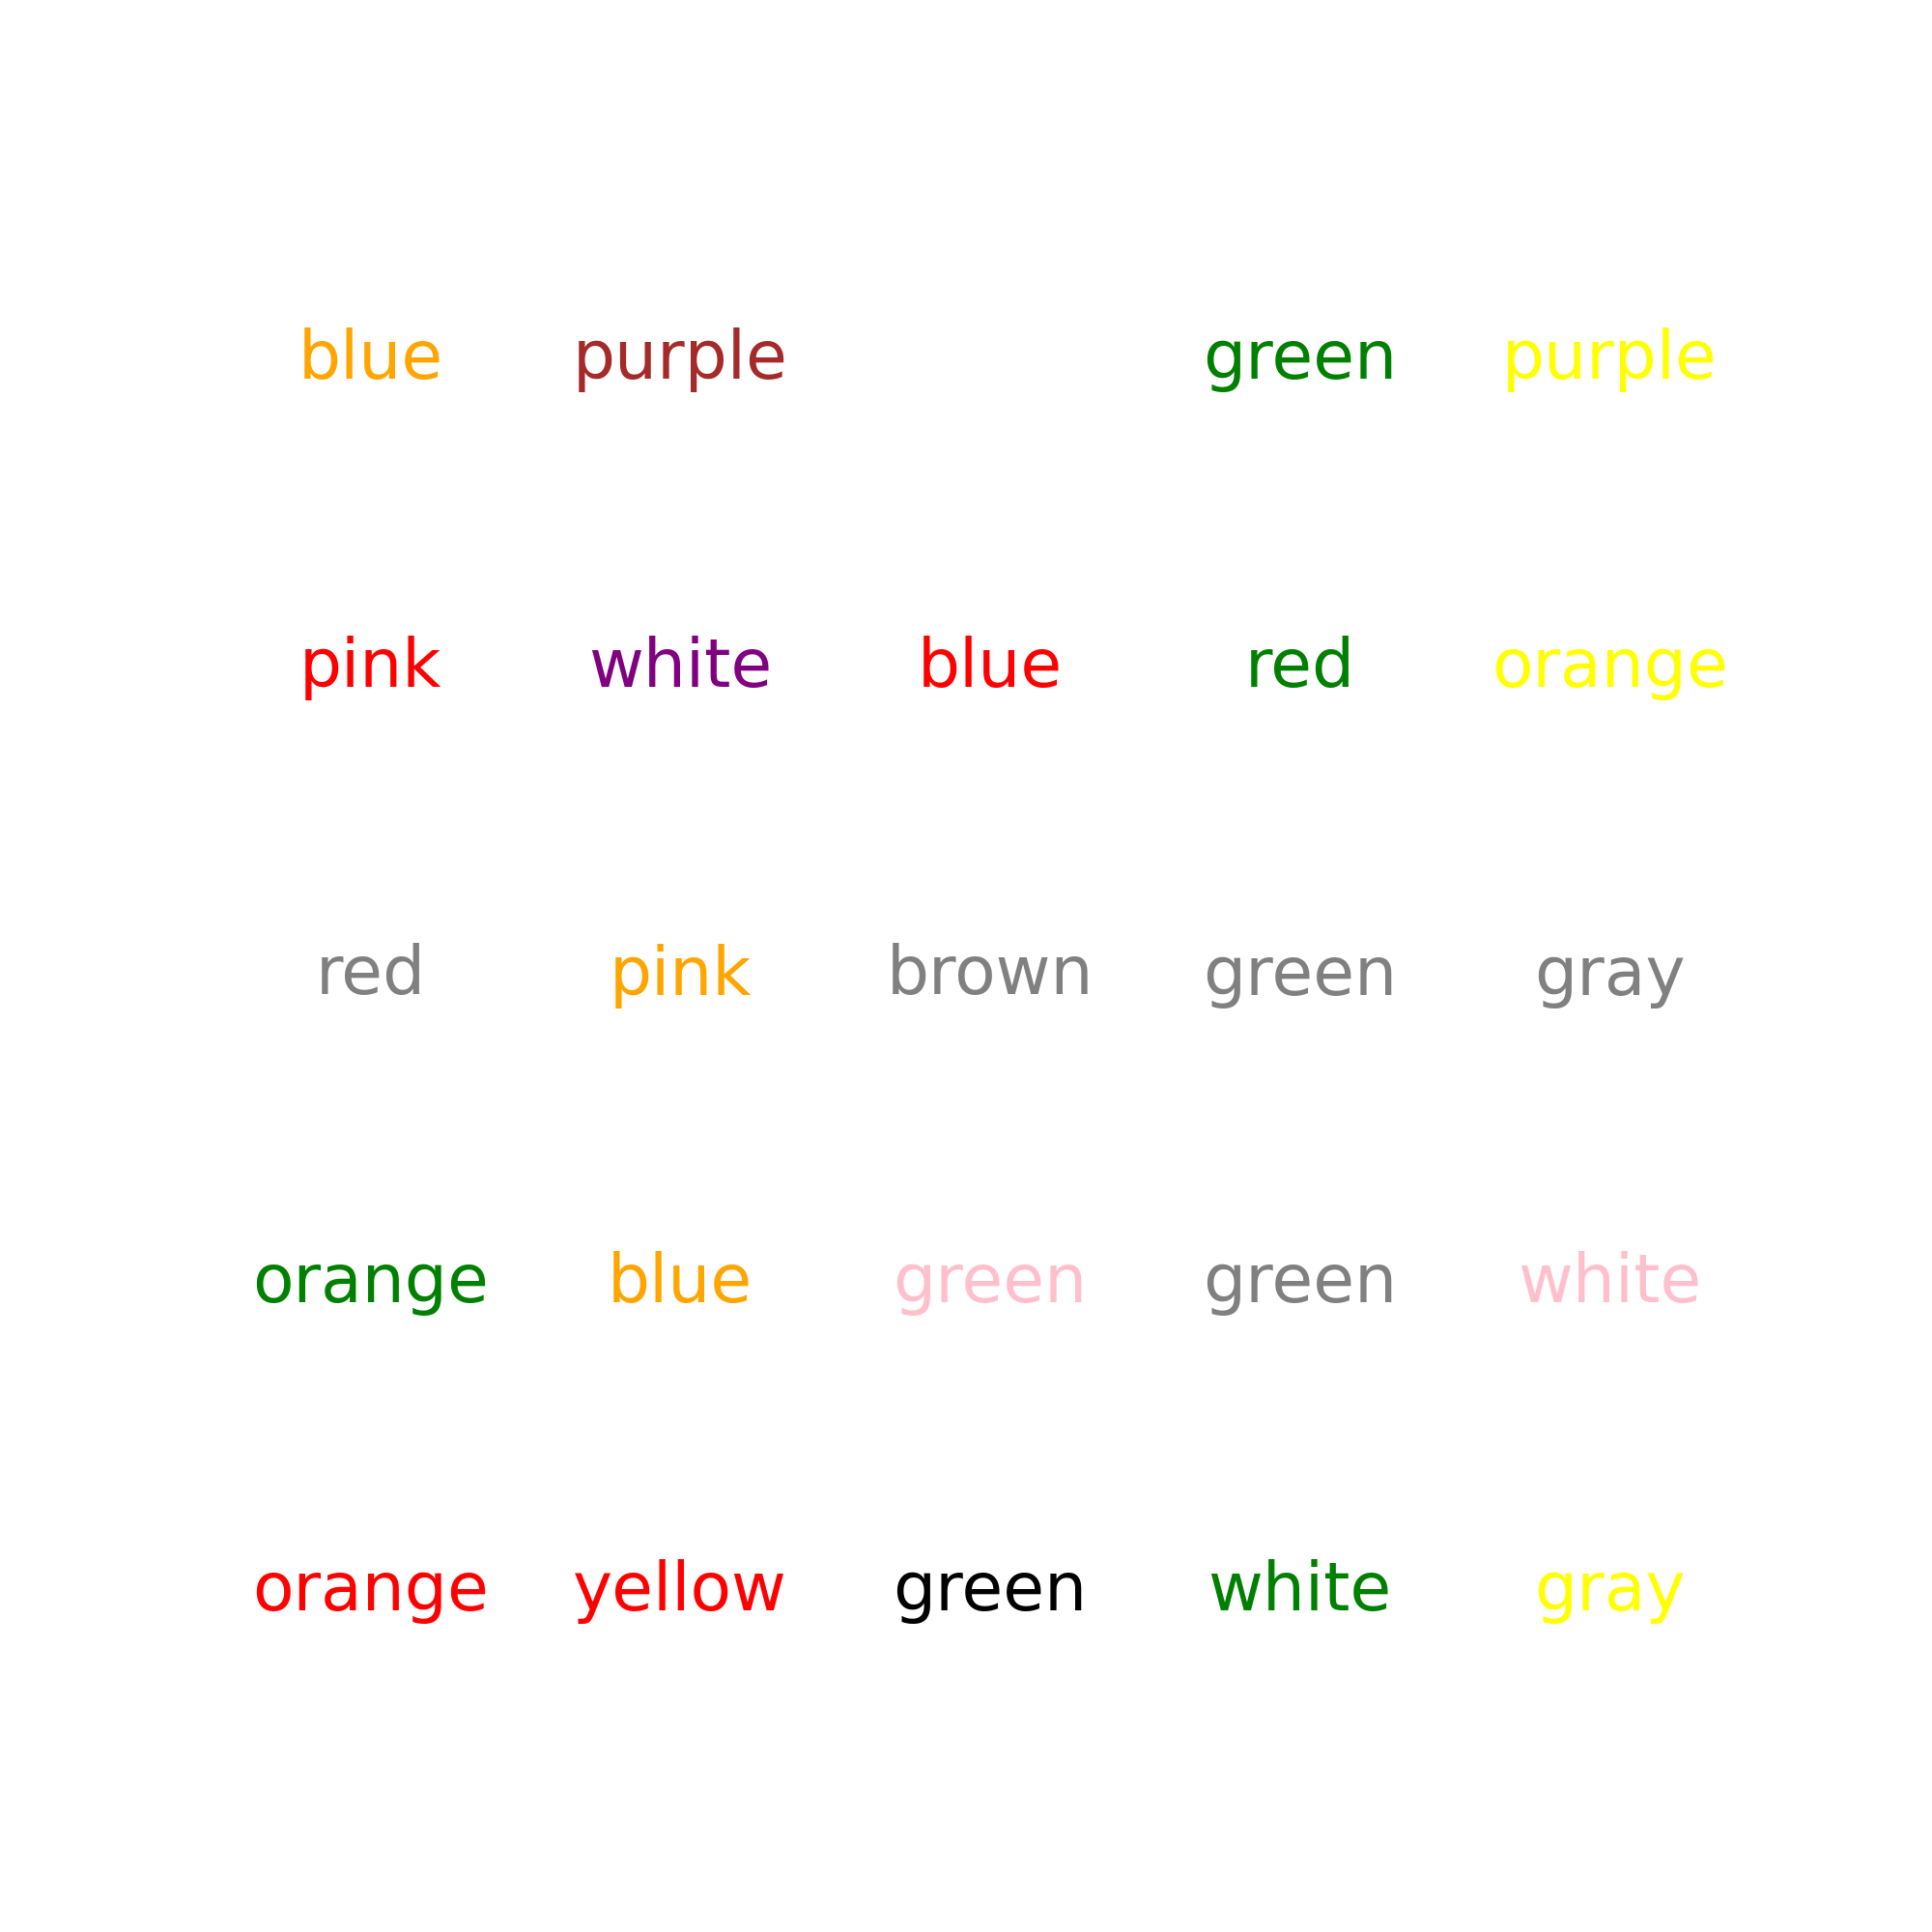 blue purple green purple
pink white blue red orange
red pink brown green gray
orange blue green green white
orange yellow green white gray